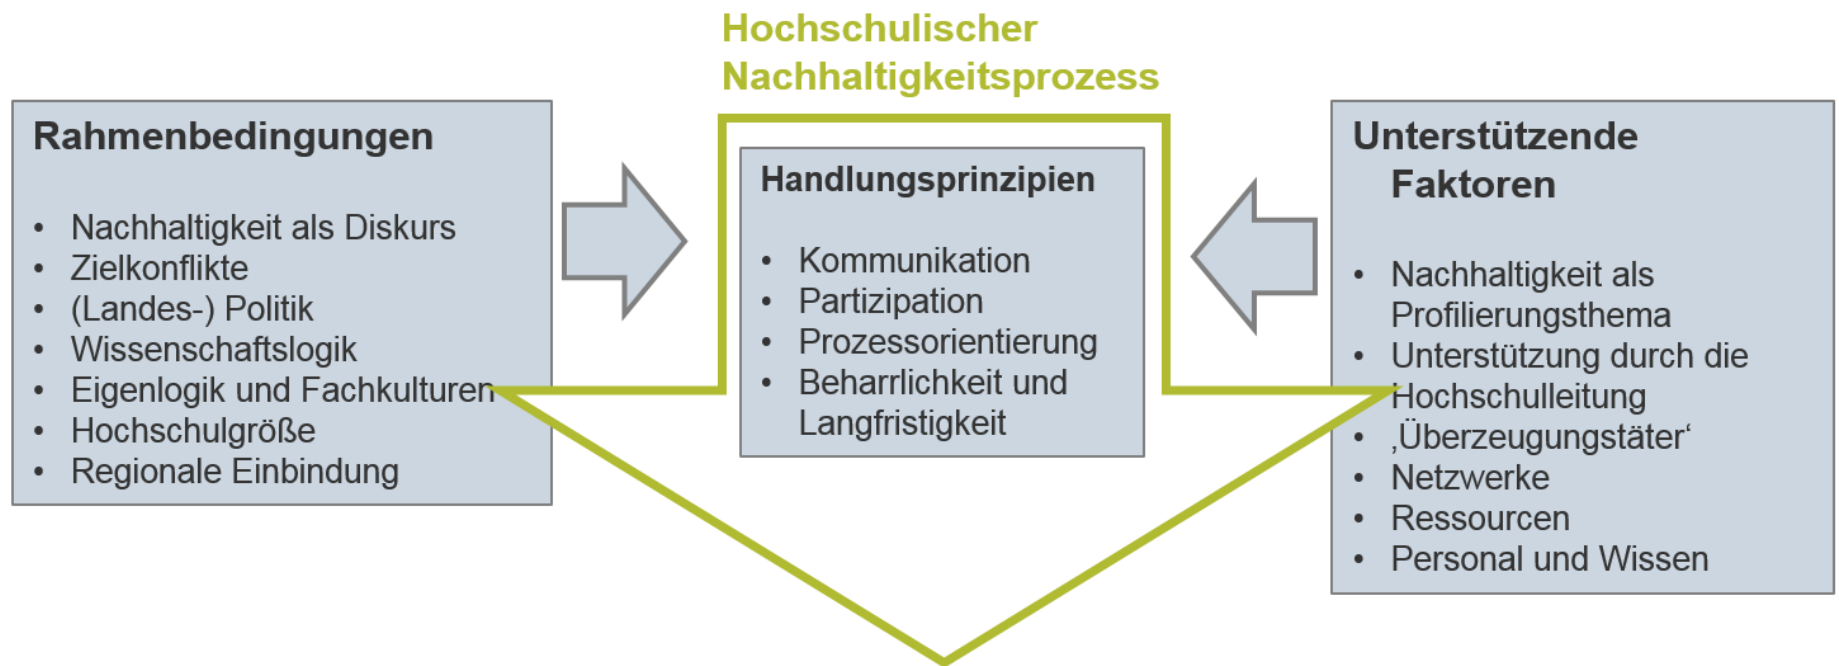 Hochschulischer
Nachhaltigkeitsprozess
Rahmenbedingungen
• Nachhaltigkeit als Diskurs
• Zielkonflikte
• (Landes-) Politik
• Wissenschaftslogik
• Eigenlogik und Fachkulturen
• Hochschulgröße
• Regionale Einbindung
Handlungsprinzipien
• Kommunikation
• Partizipation
• Prozessorientierung
• Beharrlichkeit und
Langfristigkeit
Unterstützende
Faktoren
• Nachhaltigkeit als
Profilierungsthema
• Unterstützung durch die
Hochschulleitung
• ‚Überzeugungstäter‘
• Netzwerke
• Ressourcen
• Personal und Wissen